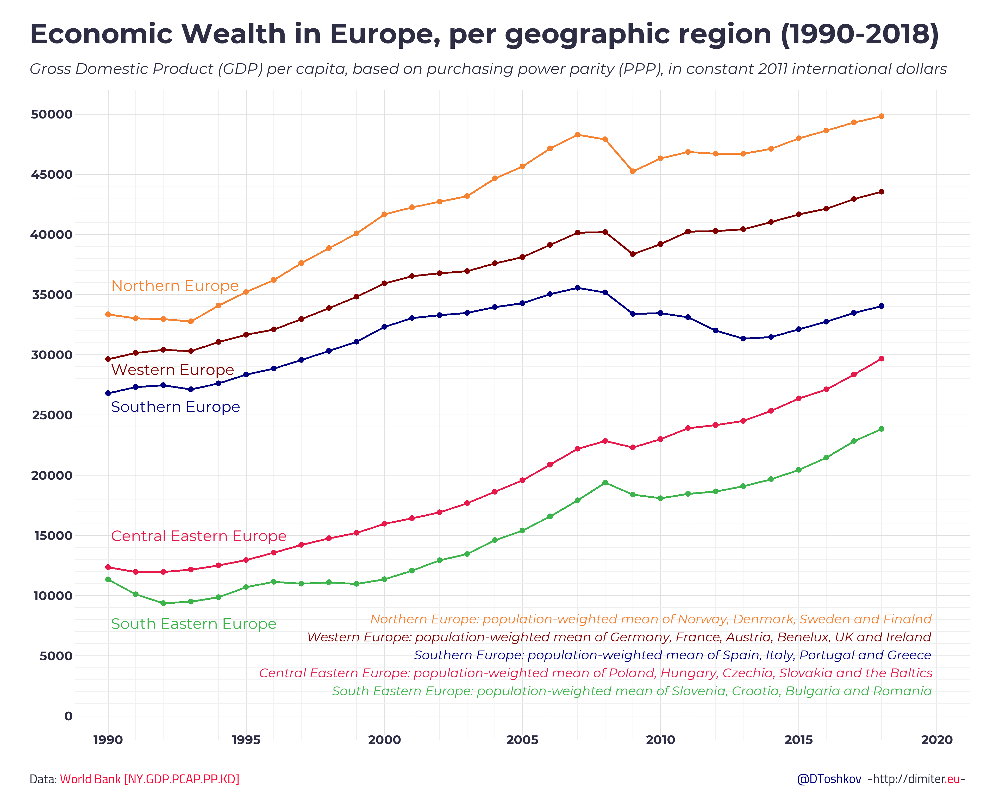 Economic Wealth in Europe, per geographic region (1990-2018)
Gross Domestic Product (GDP) per capita, based on purchasing power parity (PPP), in constant 2011 international dollars
50000
45000
40000
Northern Europe
35000
30000
Western Europe
Southern Europe
25000
20000
Central Eastern Europe
15000
10000
Northern Europe: population-weighted mean of Norway, Denmark, Sweden and Finalnd
South Eastern Europe
Western Europe: population-weighted mean of Germany, France, Austria, Benelux, UK and Ireland
5000
Southern Europe: population-weighted mean of Spain, Italy, Portugal and Greece
Central Eastern Europe: population-weighted mean of Poland, Hungary, Czechia, Slovakia and the Baltics
South Eastern Europe: population-weighted mean of Slovenia, Croatia, Bulgaria and Romania
0
1990 1995 2000 2005 2010 2015 2020
Data: World Bank [NY.GDP.PCAP.PP.KD]
@DToshkov -http://dimiter.eu-